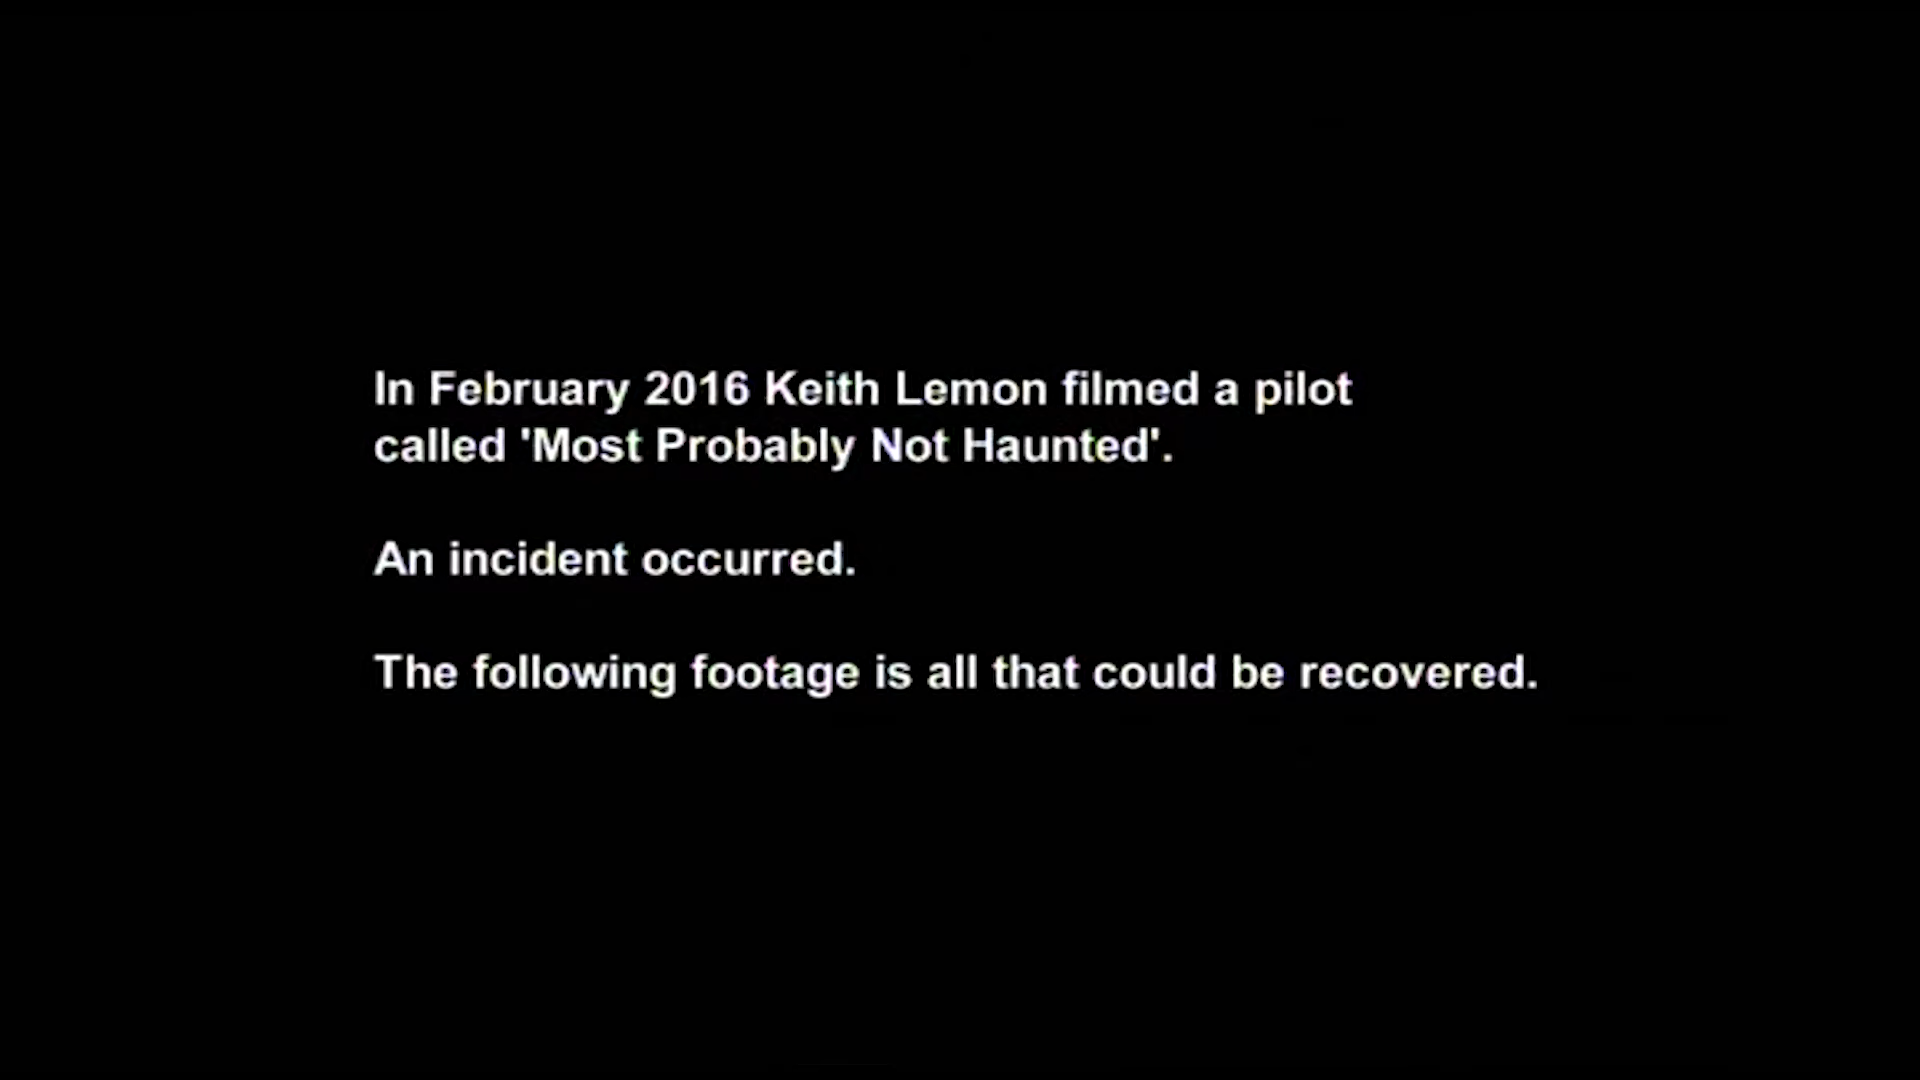 In February 2016 Keith Lemon filmed a pilot
called 'Most Probably Not Haunted'.
An incident occurred.
The following footage is all that could be recovered.